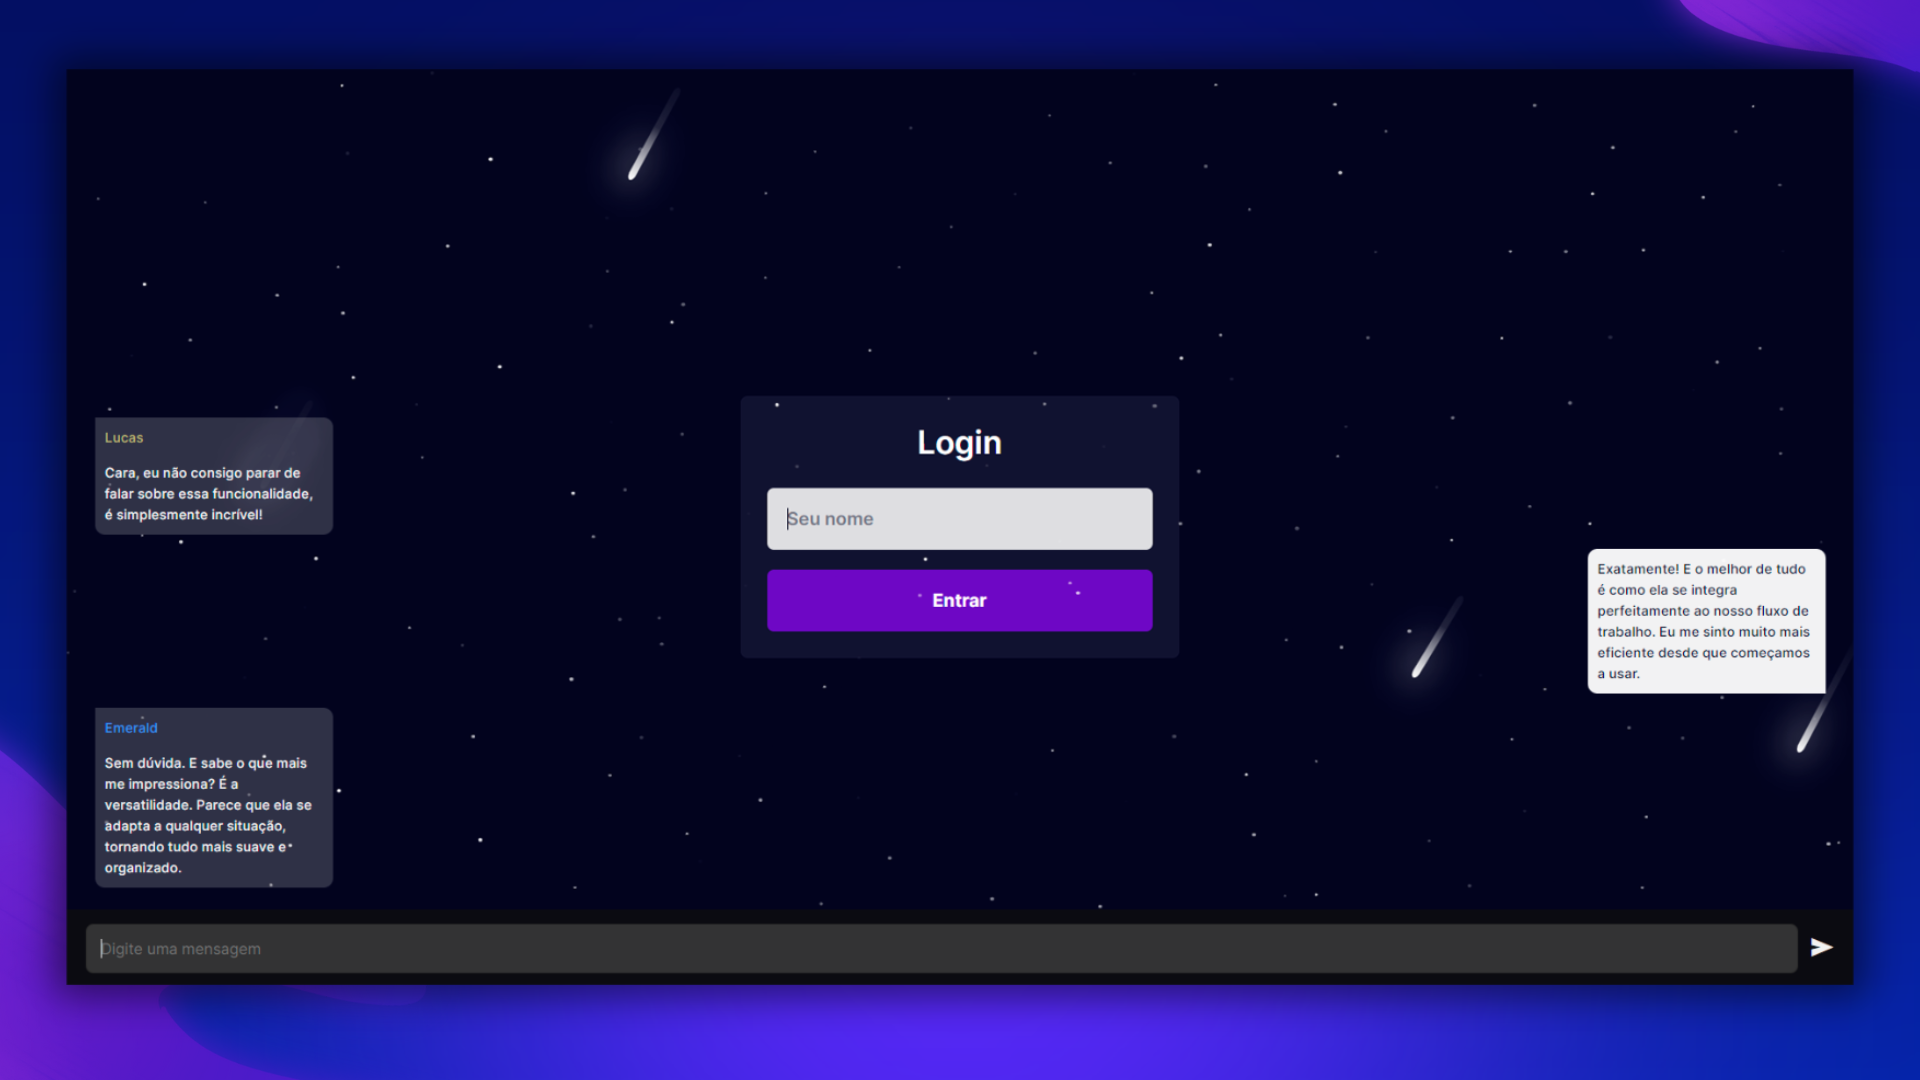 Login
Seu nome
Entrar
Lucas
Cara, eu não consigo parar de
falar sobre essa funcionalidade,
é simplesmente incrível!
Exatamente! E o melhor de tudo
é como ela se integra
perfeitamente ao nosso fluxo de
trabalho. Eu me sinto muito mais
eficiente desde que começamos
a usar.
Emerald
Sem dúvida. E sabe o que mais
me impressiona? É a
versatilidade. Parece que ela se
adapta a qualquer situação,
tornando tudo mais suave e
organizado.
Digite uma mensagem